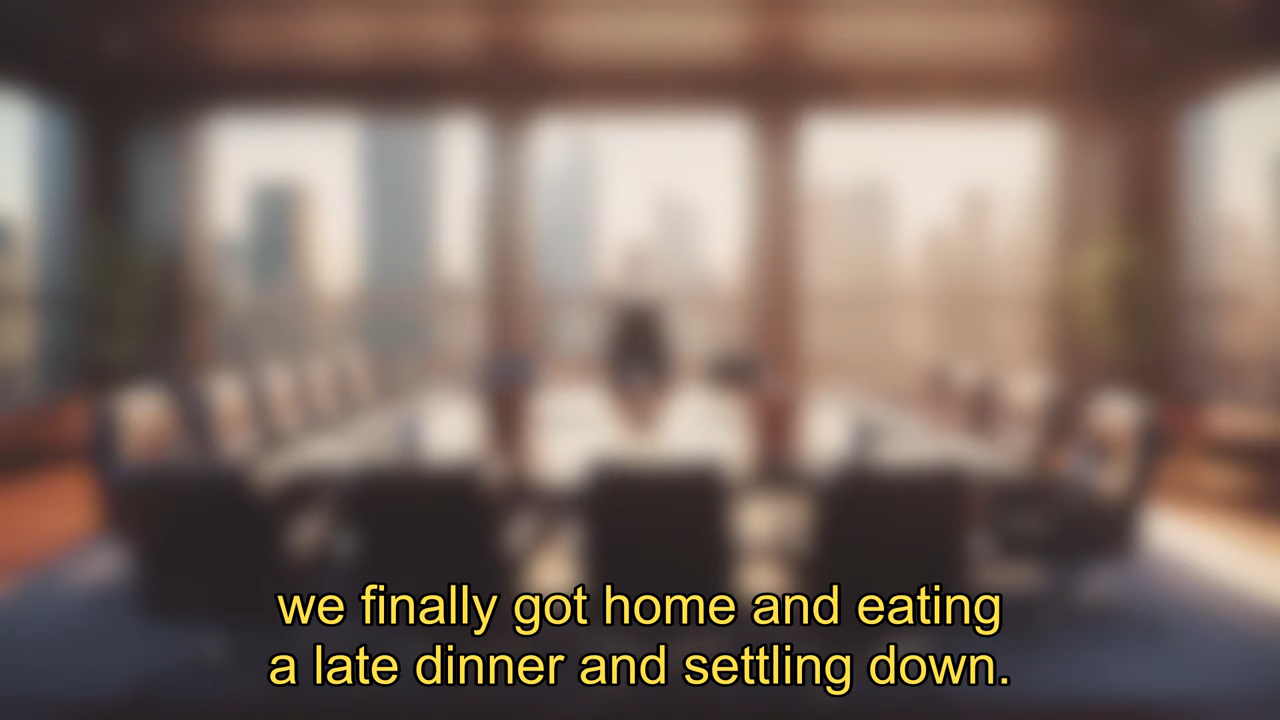 we finally got home and eating
a late dinner and settling down.